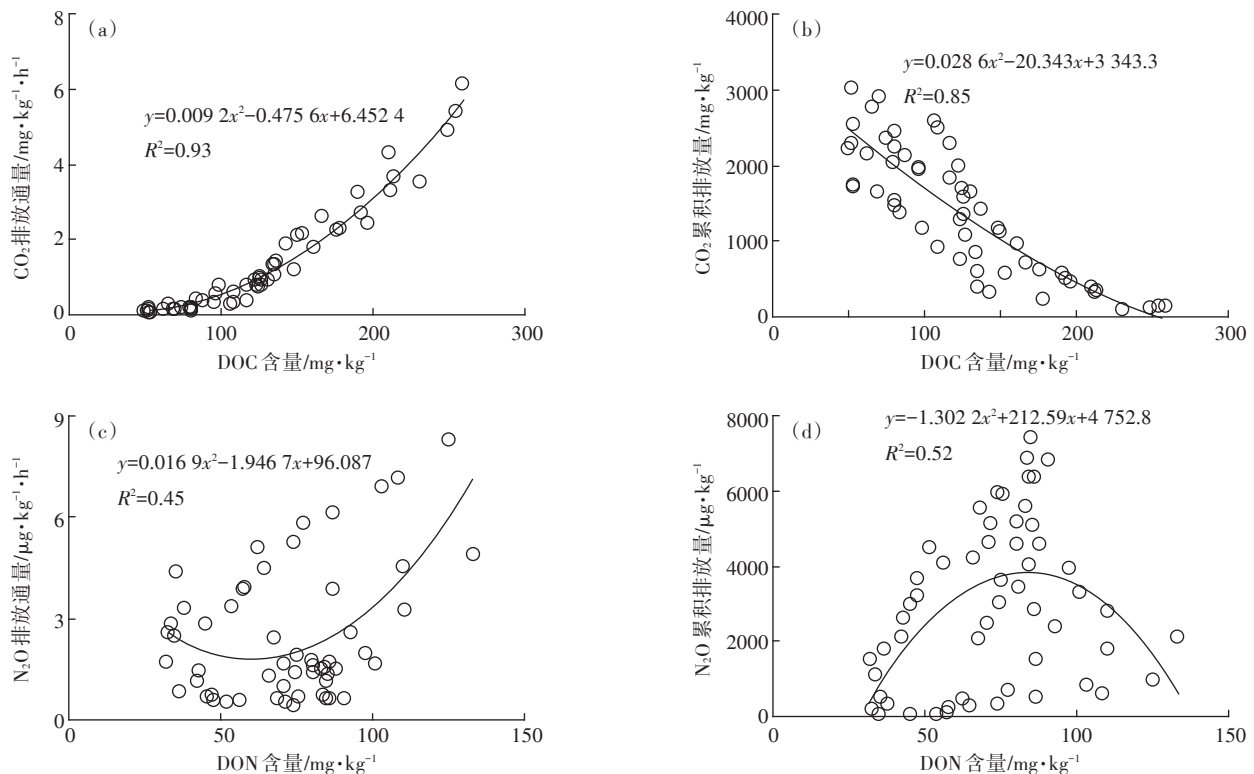 (a)
CO₂排放通量/mg·kg⁻¹·h⁻¹
8
6
4
2
0
y=0.009 2x²−0.475 6x+6.452 4
R²=0.93
0
100
200
300
DOC 含量/mg·kg⁻¹
(b)
CO₂累积排放量/mg·kg⁻¹
4000
3000
2000
1000
0
y=0.028 6x²−20.343x+3 343.3
R²=0.85
0
100
200
300
DOC 含量/mg·kg⁻¹
(c)
N₂O 排放通量/μg·kg⁻¹·h⁻¹
9
6
3
0
y=0.016 9x²−1.946 7x+96.087
R²=0.45
0
50
100
150
DON 含量/mg·kg⁻¹
(d)
N₂O 累积排放量/μg·kg⁻¹
8000
6000
4000
2000
0
y=−1.302 2x²+212.59x+4 752.8
R²=0.52
0
50
100
150
DON 含量/mg·kg⁻¹